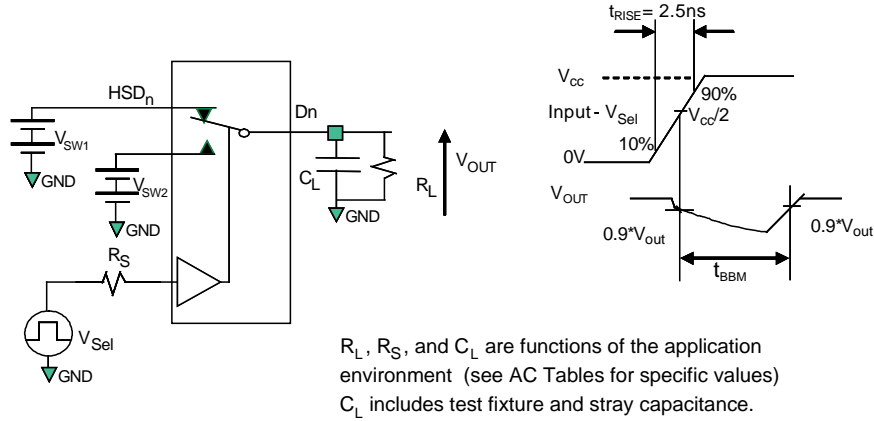 tRISE= 2.5ns
Vcc
90%
Input - VSel
Vcc/2
10%
0V
VOUT
0.9*Vout
0.9*Vout
tBBM
HSDn
Dn
VSW1
GND
VSW2
GND
CL
RL
VOUT
GND
RS
VSel
GND
RL, RS, and CL are functions of the application
environment (see AC Tables for specific values)
CL includes test fixture and stray capacitance.